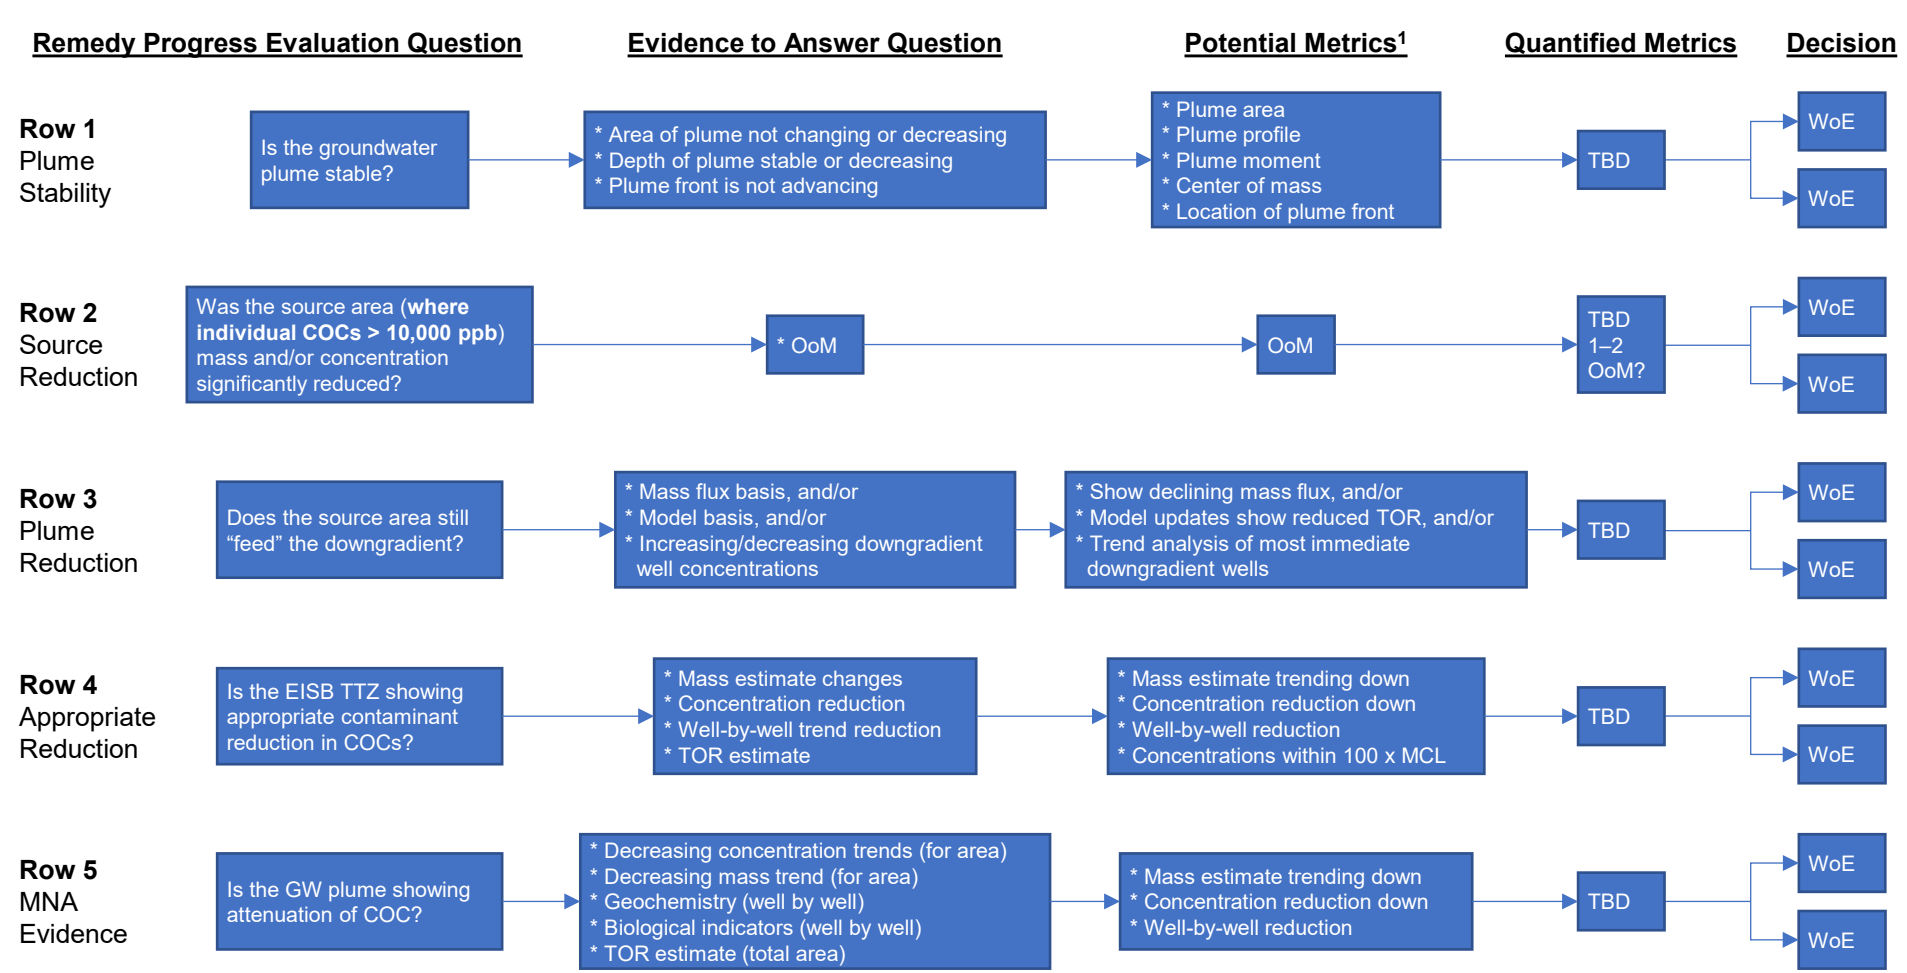 Remedy Progress Evaluation Question
Evidence to Answer Question
Potential Metrics¹
Quantified Metrics
Decision
Row 1
Plume
Stability
Is the groundwater
plume stable?
* Area of plume not changing or decreasing
* Depth of plume stable or decreasing
* Plume front is not advancing
* Plume area
* Plume profile
* Plume moment
* Center of mass
* Location of plume front
TBD
WoE
WoE
Row 2
Source
Reduction
Was the source area (where
individual COCs > 10,000 ppb)
mass and/or concentration
significantly reduced?
* OoM
OoM
TBD
1–2
OoM?
WoE
WoE
Row 3
Plume
Reduction
Does the source area still
“feed” the downgradient?
* Mass flux basis, and/or
* Model basis, and/or
* Increasing/decreasing downgradient
well concentrations
* Show declining mass flux, and/or
* Model updates show reduced TOR, and/or
* Trend analysis of most immediate
downgradient wells
TBD
WoE
WoE
Row 4
Appropriate
Reduction
Is the EISB TTZ showing
appropriate contaminant
reduction in COCs?
* Mass estimate changes
* Concentration reduction
* Well-by-well trend reduction
* TOR estimate
* Mass estimate trending down
* Concentration reduction down
* Well-by-well reduction
* Concentrations within 100 x MCL
TBD
WoE
WoE
Row 5
MNA
Evidence
Is the GW plume showing
attenuation of COC?
* Decreasing concentration trends (for area)
* Decreasing mass trend (for area)
* Geochemistry (well by well)
* Biological indicators (well by well)
* TOR estimate (total area)
* Mass estimate trending down
* Concentration reduction down
* Well-by-well reduction
TBD
WoE
WoE